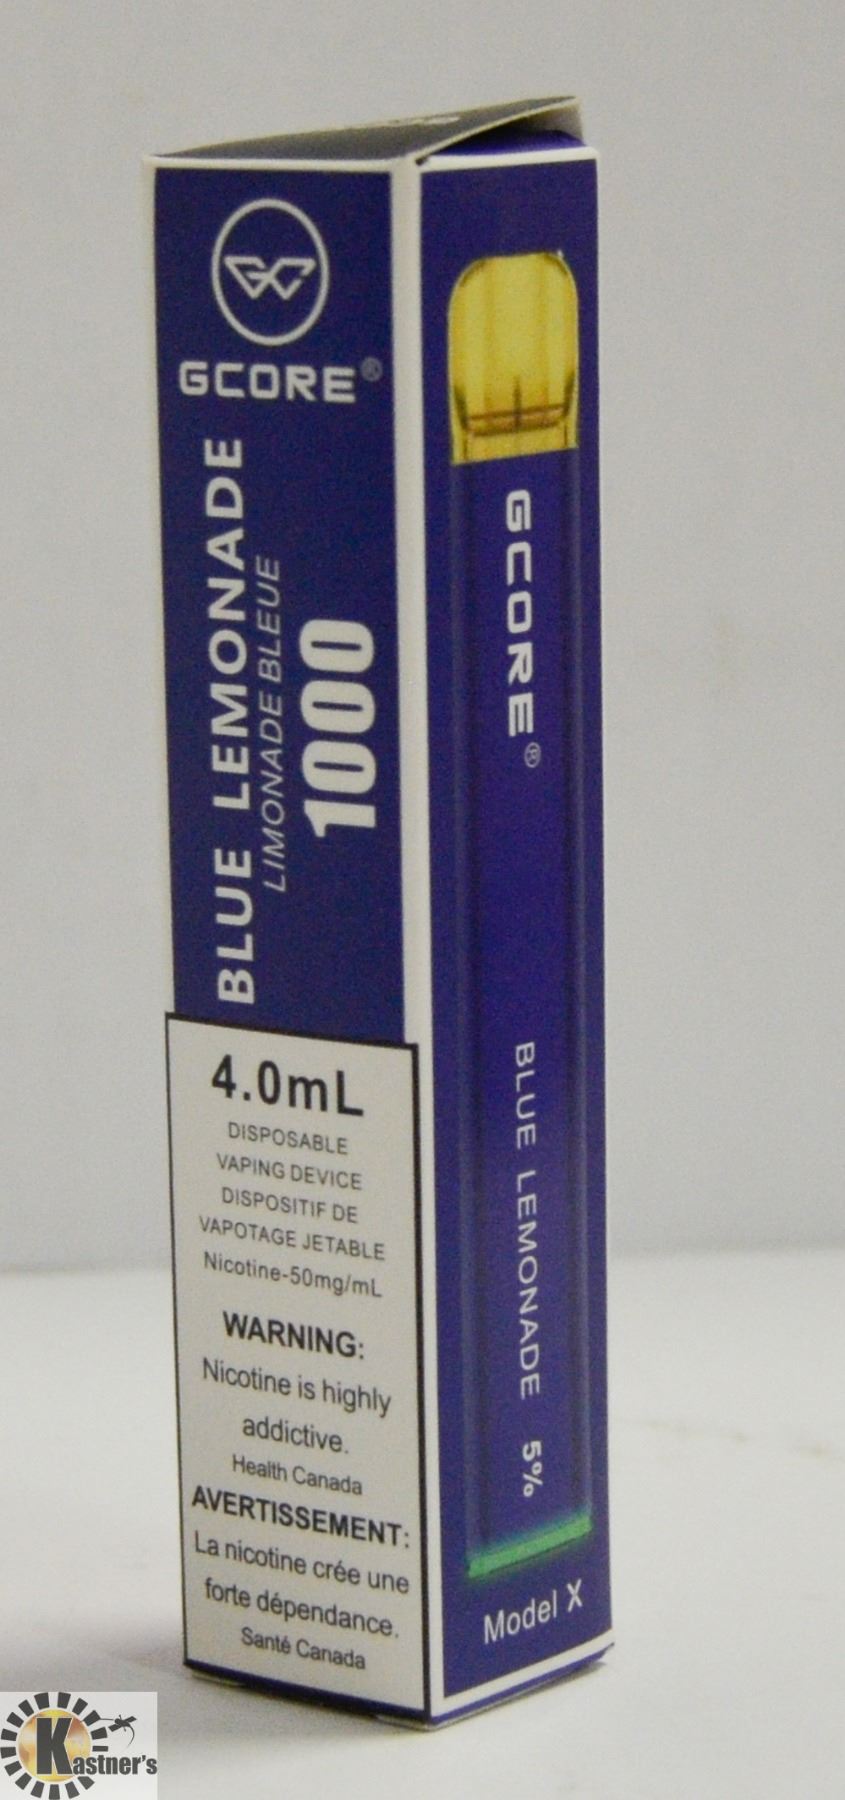 GC
GCORE®
BLUE LEMONADE
LIMONADE BLEUE
1000
4.0mL
DISPOSABLE
VAPING DEVICE
DISPOSITIF DE
VAPOTAGE JETABLE
Nicotine-50mg/mL
WARNING:
Nicotine is highly
addictive.
Health Canada
AVERTISSEMENT:
La nicotine crée une
forte dépendance.
Santé Canada
GCORE®
BLUE LEMONADE 5%
Model X
Kastner's